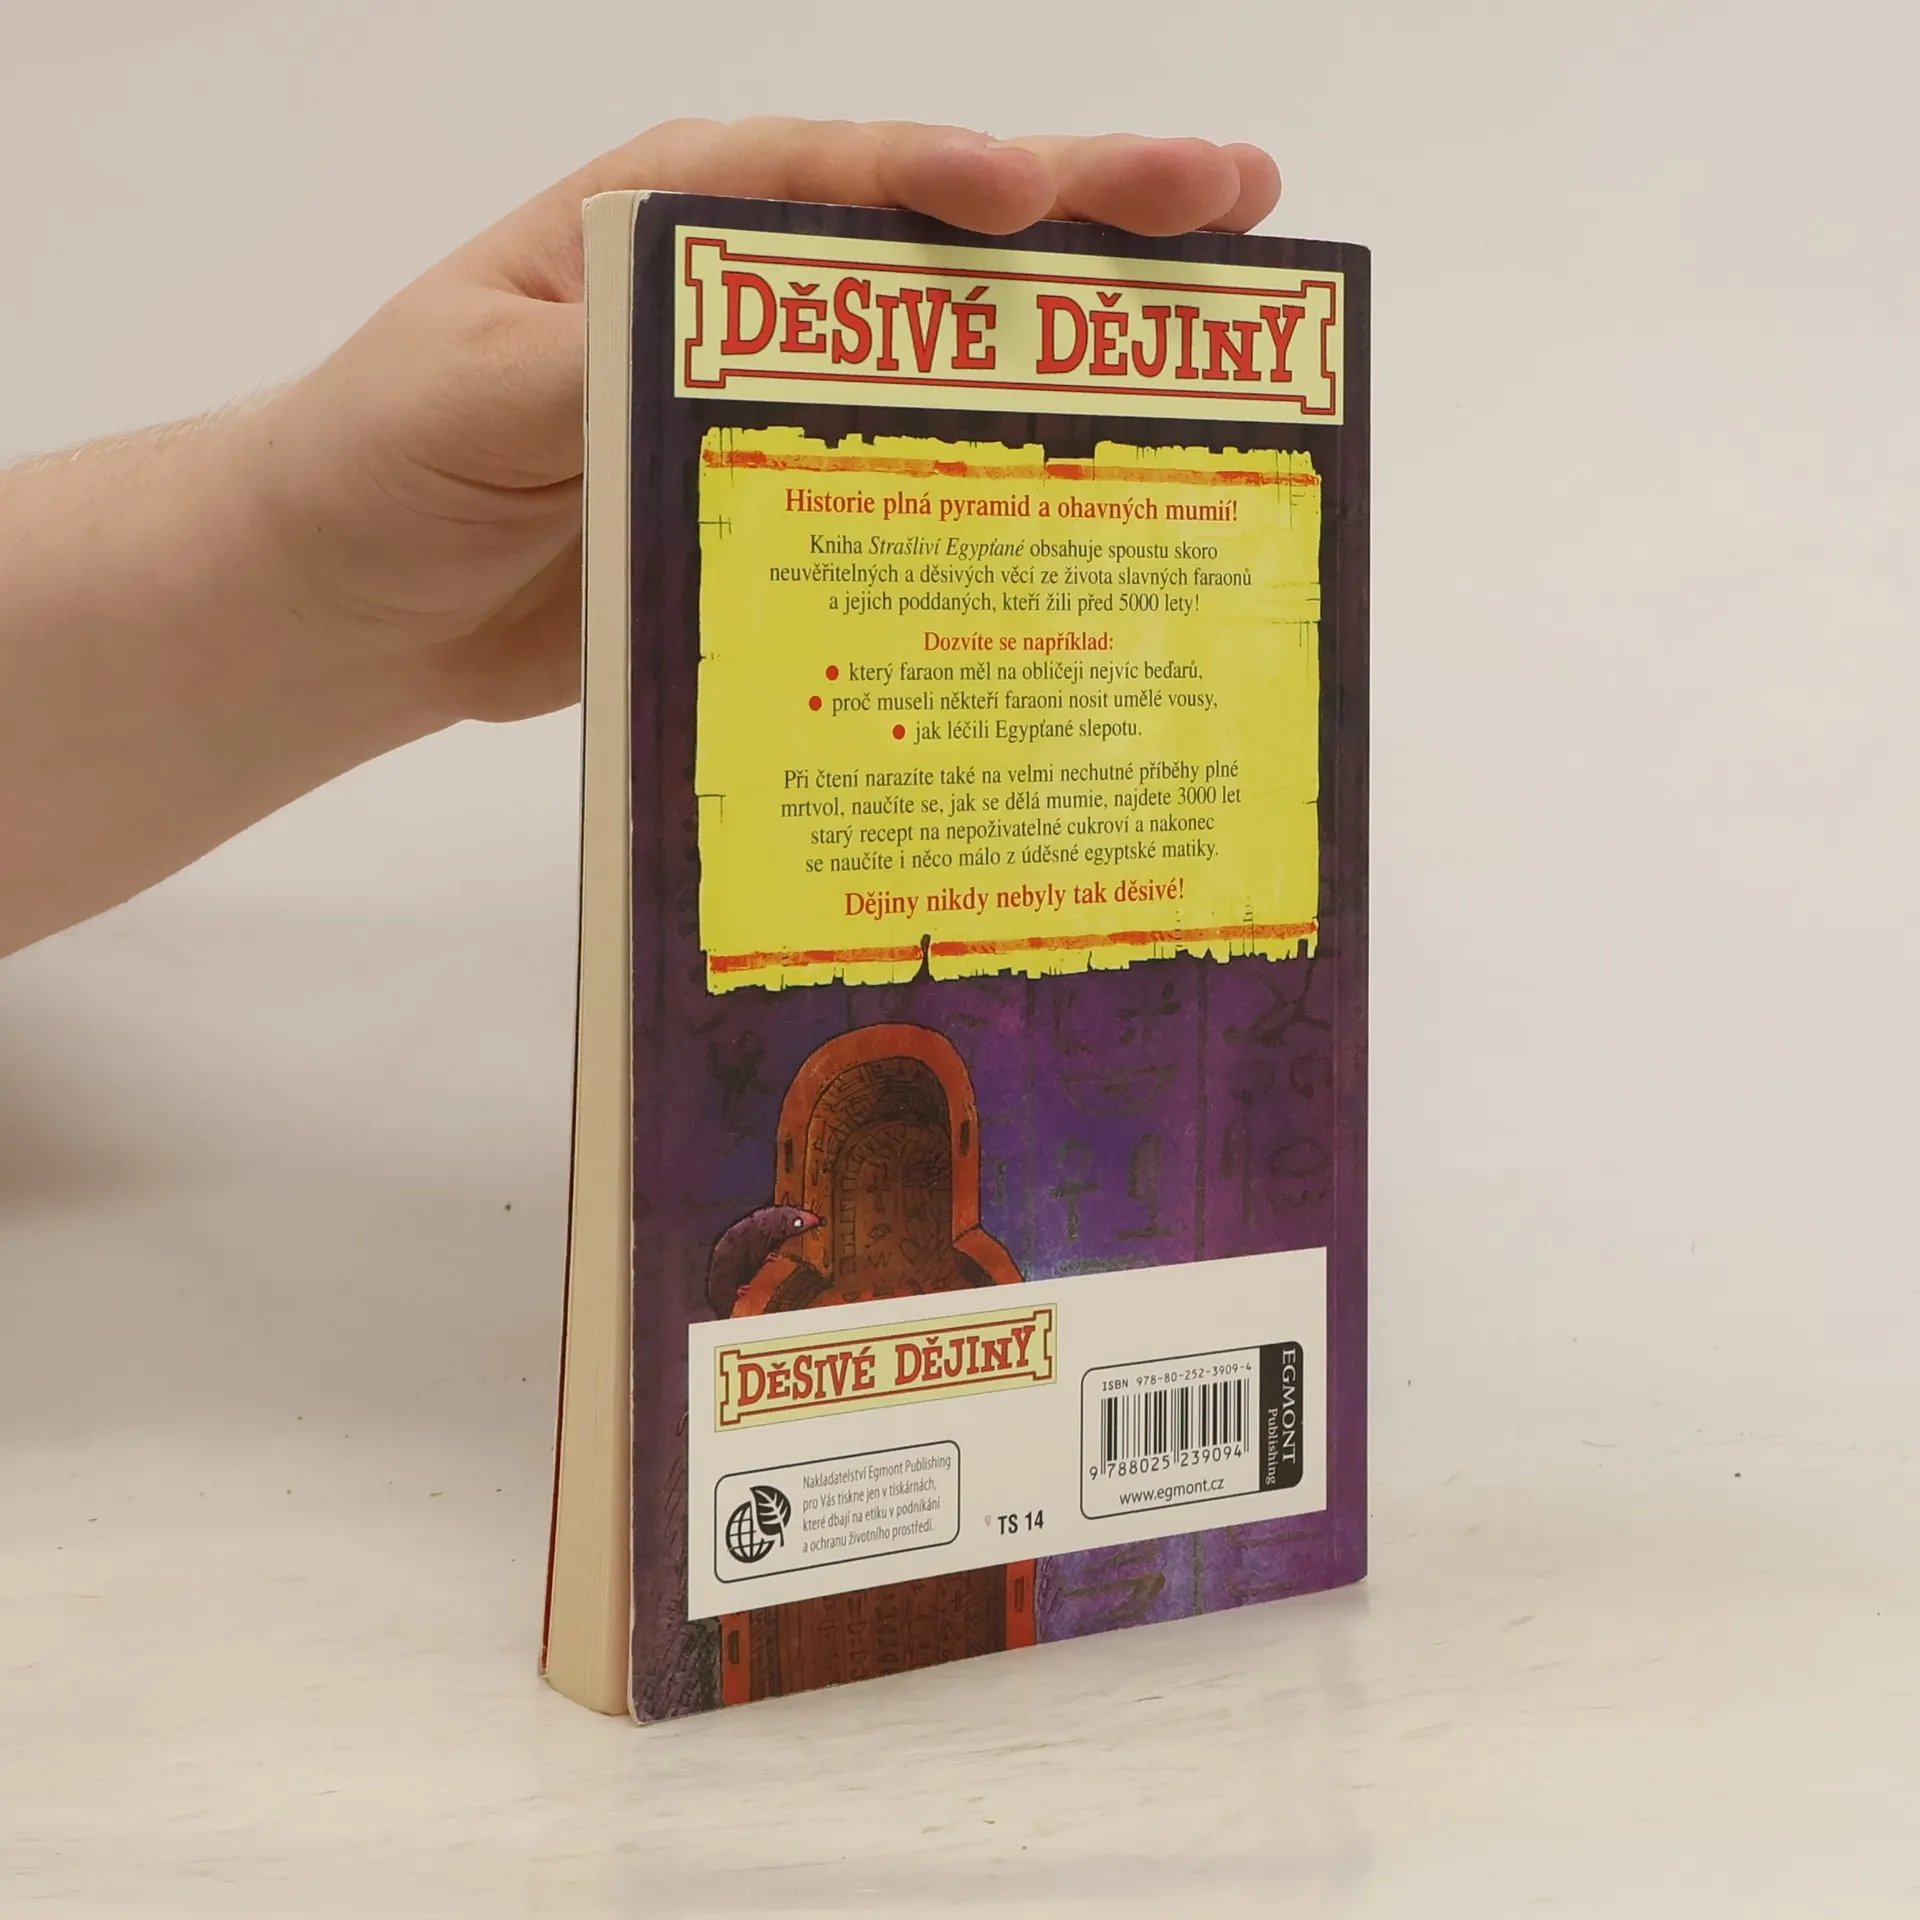 DĚSIVÉ DĚJINY
Historie plná pyramid a ohavných mumií!
Kniha Strašliví Egypťané obsahuje spoustu skoro
neuvěřitelných a děsivých věcí ze života slavných faraonů
a jejich poddaných, kteří žili před 5000 lety!
Dozvíte se například:
● který faraon měl na obličeji nejvíc beďarů,
● proč museli někteří faraoni nosit umělé vousy,
● jak léčili Egypťané slepotu.
Při čtení narazíte také na velmi nechutné příběhy plné
mrtvol, naučíte se, jak se dělá mumie, najdete 3000 let
starý recept na nepoživatelné cukroví a nakonec
se naučíte i něco málo z úděsné egyptské matiky.
Dějiny nikdy nebyly tak děsivé!
DĚSIVÉ DĚJINY
Nakladatelství Egmont Publishing
pro Vás tiskne jen v tiskárnách,
které dbají na etiku v podnikání
a ochranu životního prostředí.
TS 14
ISBN 978-80-252-3909-4
9 788025 239094
www.egmont.cz
EGMONT
Publishing